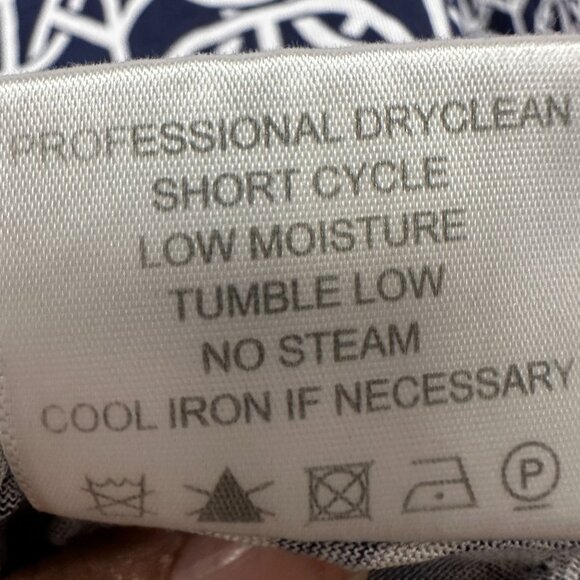 PROFESSIONAL DRYCLEAN
SHORT CYCLE
LOW MOISTURE
TUMBLE LOW
NO STEAM
COOL IRON IF NECESSARY
P